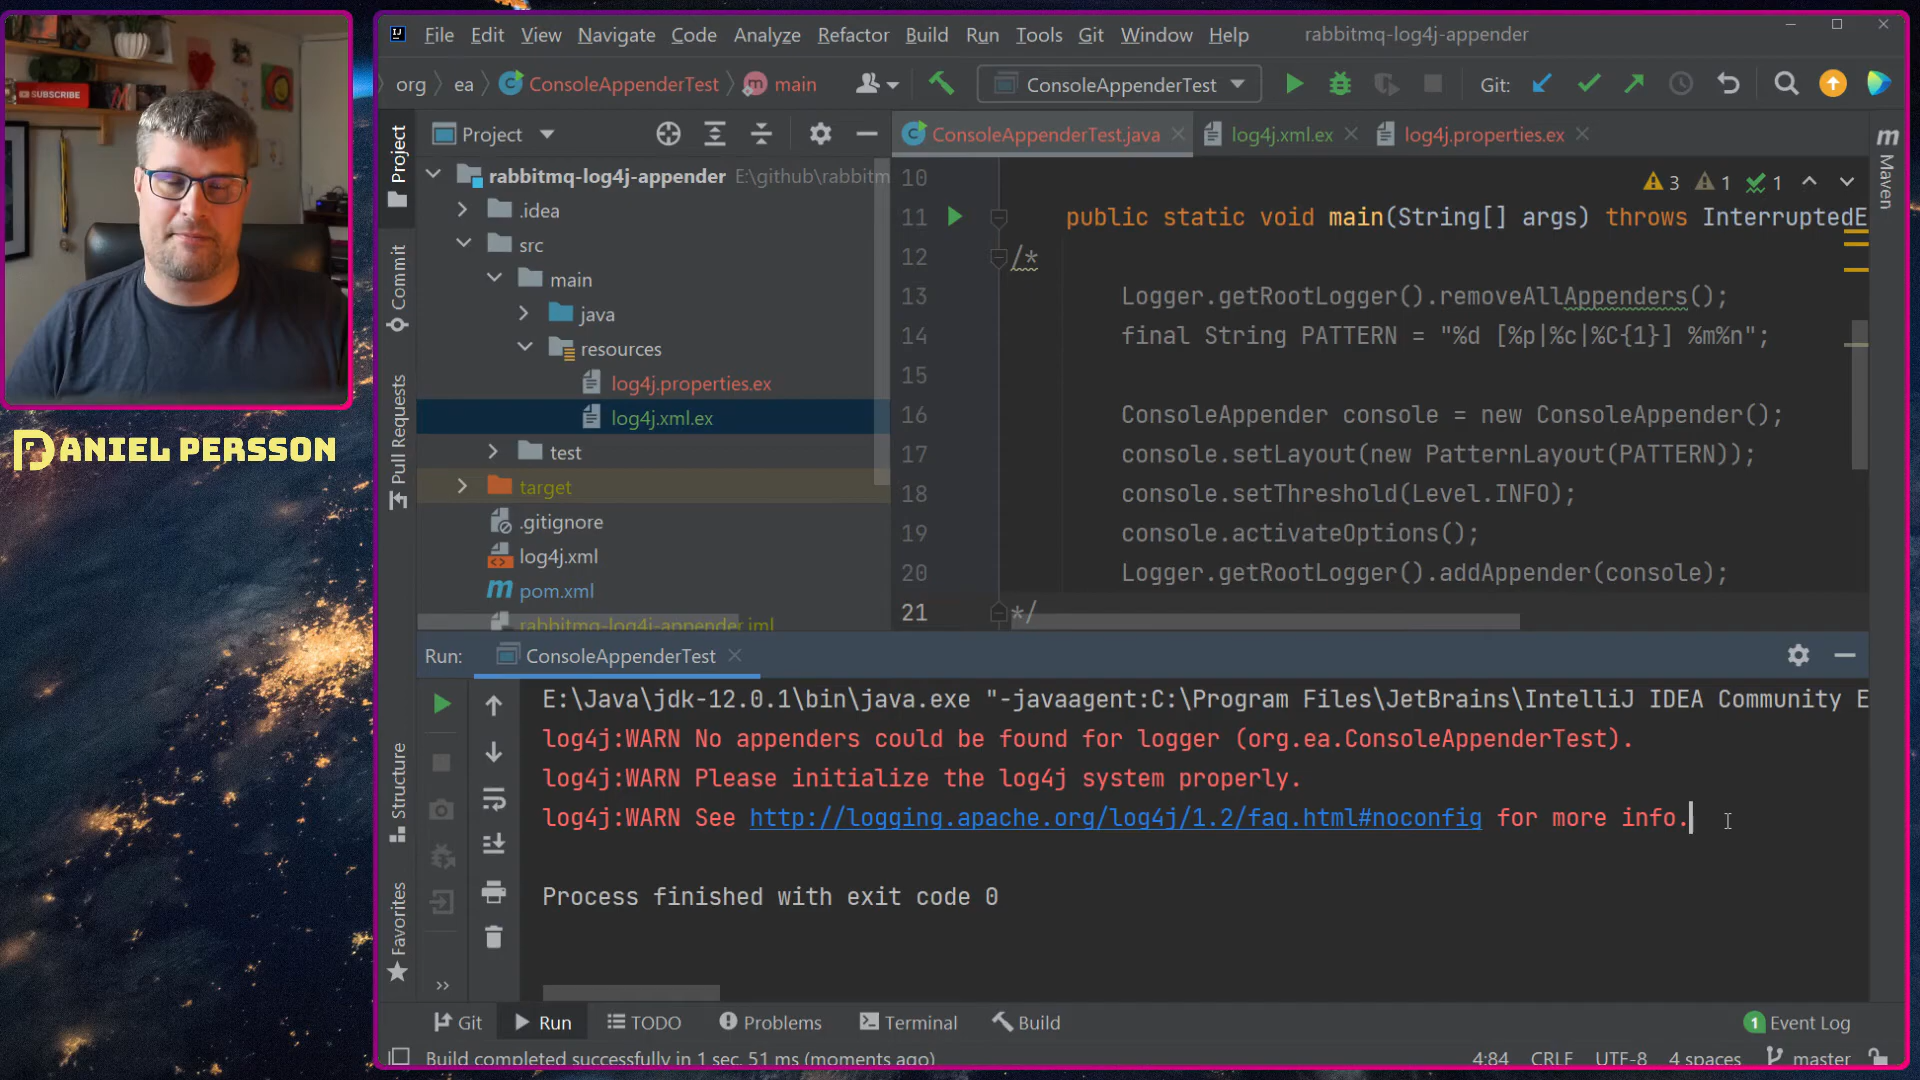 SUBSCRIBE
DANIEL PERSSON
File Edit View Navigate Code Analyze Refactor Build Run Tools Git Window Help rabbitmq-log4j-appender
org ea ConsoleAppenderTest main ConsoleAppenderTest Git:
Project
ConsoleAppenderTest.java log4j.xml.ex log4j.properties.ex
Project
Commit
Pull Requests
Structure
Favorites
Maven
rabbitmq-log4j-appender E:\github\rabbitm
.idea
src
main
java
resources
log4j.properties.ex
log4j.xml.ex
test
target
.gitignore
log4j.xml
pom.xml
rabbitmq-log4j-appender.iml
3 1 1
10
11 public static void main(String[] args) throws InterruptedE
12 /*
13 Logger.getRootLogger().removeAllAppenders();
14 final String PATTERN = "%d [%p|%c|%C{1}] %m%n";
15
16 ConsoleAppender console = new ConsoleAppender();
17 console.setLayout(new PatternLayout(PATTERN));
18 console.setThreshold(Level.INFO);
19 console.activateOptions();
20 Logger.getRootLogger().addAppender(console);
21 */
Run: ConsoleAppenderTest
E:\Java\jdk-12.0.1\bin\java.exe "-javaagent:C:\Program Files\JetBrains\IntelliJ IDEA Community E
log4j:WARN No appenders could be found for logger (org.ea.ConsoleAppenderTest).
log4j:WARN Please initialize the log4j system properly.
log4j:WARN See http://logging.apache.org/log4j/1.2/faq.html#noconfig for more info.
Process finished with exit code 0
Git Run TODO Problems Terminal Build 1 Event Log
Build completed successfully in 1 sec, 51 ms (moments ago) 4:84 CRLF UTF-8 4 spaces master